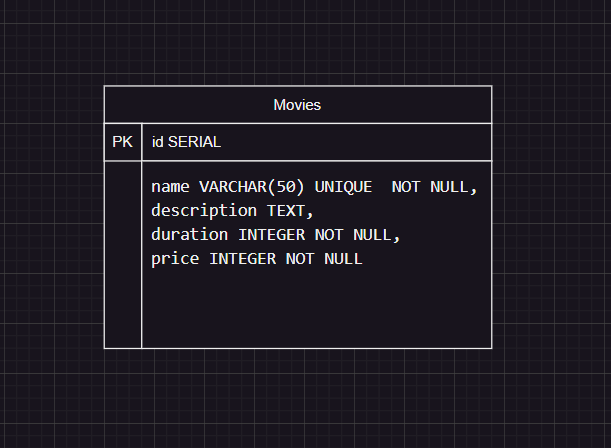 Movies
PK id SERIAL
name VARCHAR(50) UNIQUE  NOT NULL,
description TEXT,
duration INTEGER NOT NULL,
price INTEGER NOT NULL